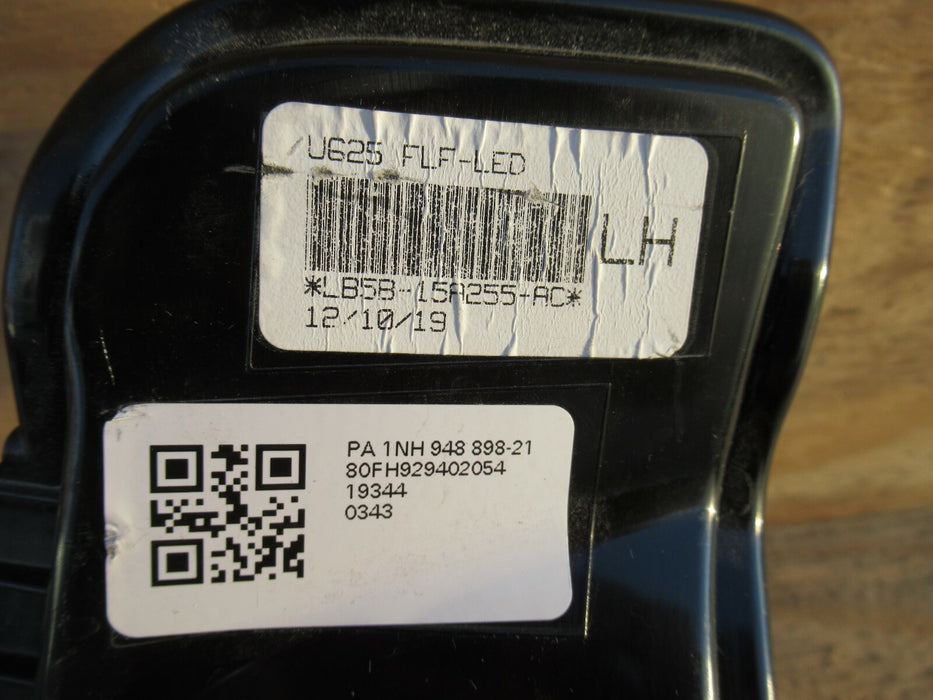 U625 FLF-LED
LH
*LB5B-15A255-AC*
12/10/19
PA 1NH 948 898-21
80FH929402054
19344
0343